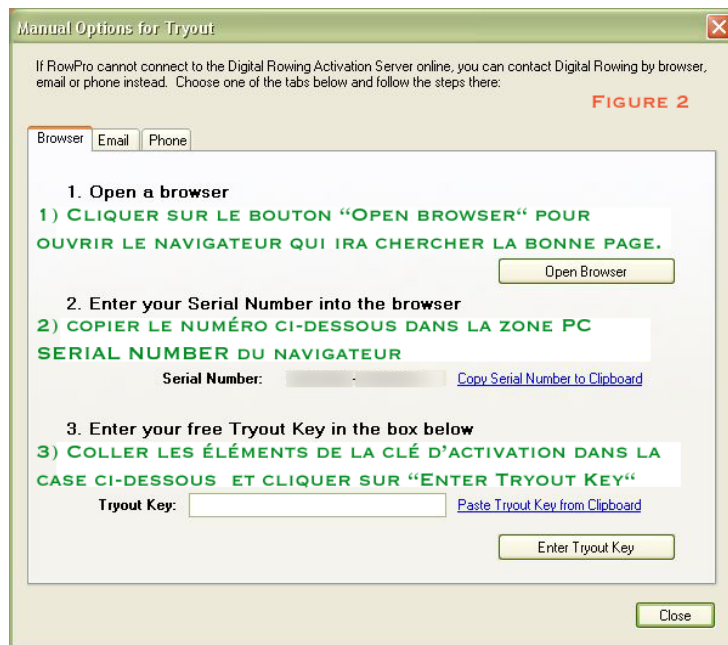 Manual Options for Tryout
If RowPro cannot connect to the Digital Rowing Activation Server online, you can contact Digital Rowing by browser,
email or phone instead. Choose one of the tabs below and follow the steps there:
FIGURE 2
Browser Email Phone
1. Open a browser
1) CLIQUER SUR LE BOUTON “OPEN BROWSER“ POUR
OUVRIR LE NAVIGATEUR QUI IRA CHERCHER LA BONNE PAGE.
Open Browser
2. Enter your Serial Number into the browser
2) COPIER LE NUMÉRO CI-DESSOUS DANS LA ZONE PC
SERIAL NUMBER DU NAVIGATEUR
Serial Number: - Copy Serial Number to Clipboard
3. Enter your free Tryout Key in the box below
3) COLLER LES ÉLÉMENTS DE LA CLÉ D’ACTIVATION DANS LA
CASE CI-DESSOUS ET CLIQUER SUR “ENTER TRYOUT KEY“
Tryout Key: Paste Tryout Key from Clipboard
Enter Tryout Key
Close